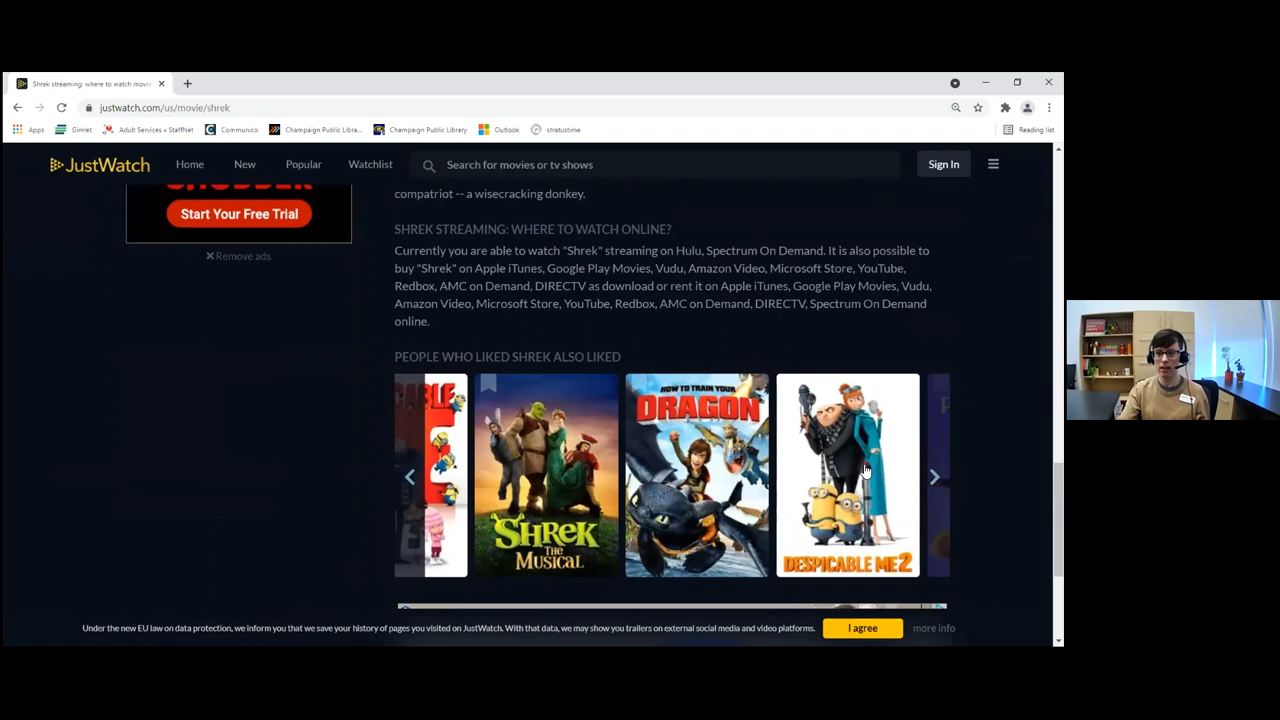 Shrek streaming: where to watch movi
justwatch.com/us/movie/shrek
Apps Gimlet Adult Services » StaffNet Communico Champaign Public Libra... Champaign Public Library Outlook stratustime Reading list
JustWatch Home New Popular Watchlist Search for movies or tv shows Sign In
Start Your Free Trial
Remove ads
compatriot -- a wisecracking donkey.
SHREK STREAMING: WHERE TO WATCH ONLINE?
Currently you are able to watch "Shrek" streaming on Hulu, Spectrum On Demand. It is also possible to
buy "Shrek" on Apple iTunes, Google Play Movies, Vudu, Amazon Video, Microsoft Store, YouTube,
Redbox, AMC on Demand, DIRECTV as download or rent it on Apple iTunes, Google Play Movies, Vudu,
Amazon Video, Microsoft Store, YouTube, Redbox, AMC on Demand, DIRECTV, Spectrum On Demand
online.
PEOPLE WHO LIKED SHREK ALSO LIKED
SHREK
THE
MUSICAL
HOW TO TRAIN YOUR
DRAGON
DESPICABLE ME 2
Under the new EU law on data protection, we inform you that we save your history of pages you visited on JustWatch. With that data, we may show you trailers on external social media and video platforms. I agree more info